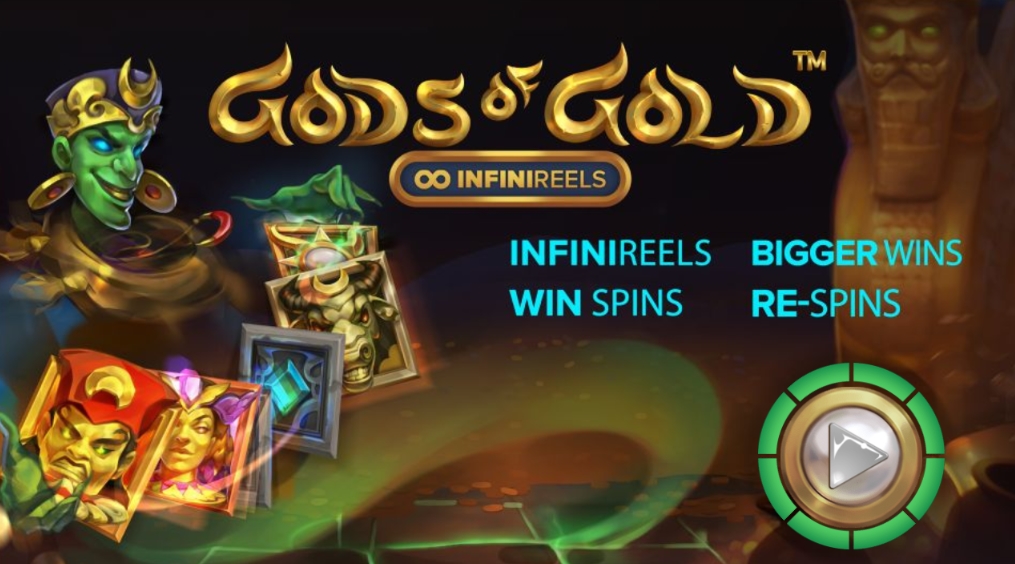 GODS OF GOLD™
∞ INFINIREELS
INFINIREELS BIGGER WINS
WIN SPINS RE-SPINS